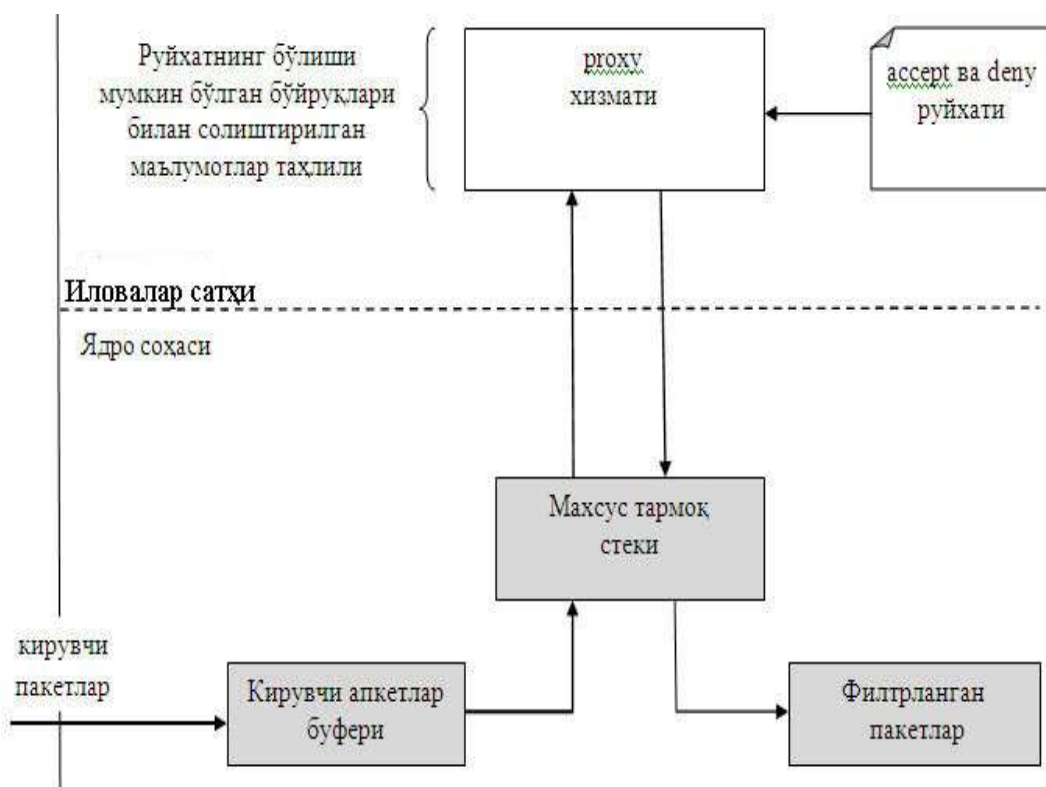 Руйхатнинг бўлиши
мумкин бўлган бўйруқлари
билан солиштирилган
маълумотлар таҳлили
proxy
хизмати
accept ва deny
руйхати
Иловалар сатҳи
Ядро соҳаси
Махсус тармоқ
стеки
кирувчи
пакетлар
Кирувчи апкетлар
буфери
Филтрланган
пакетлар